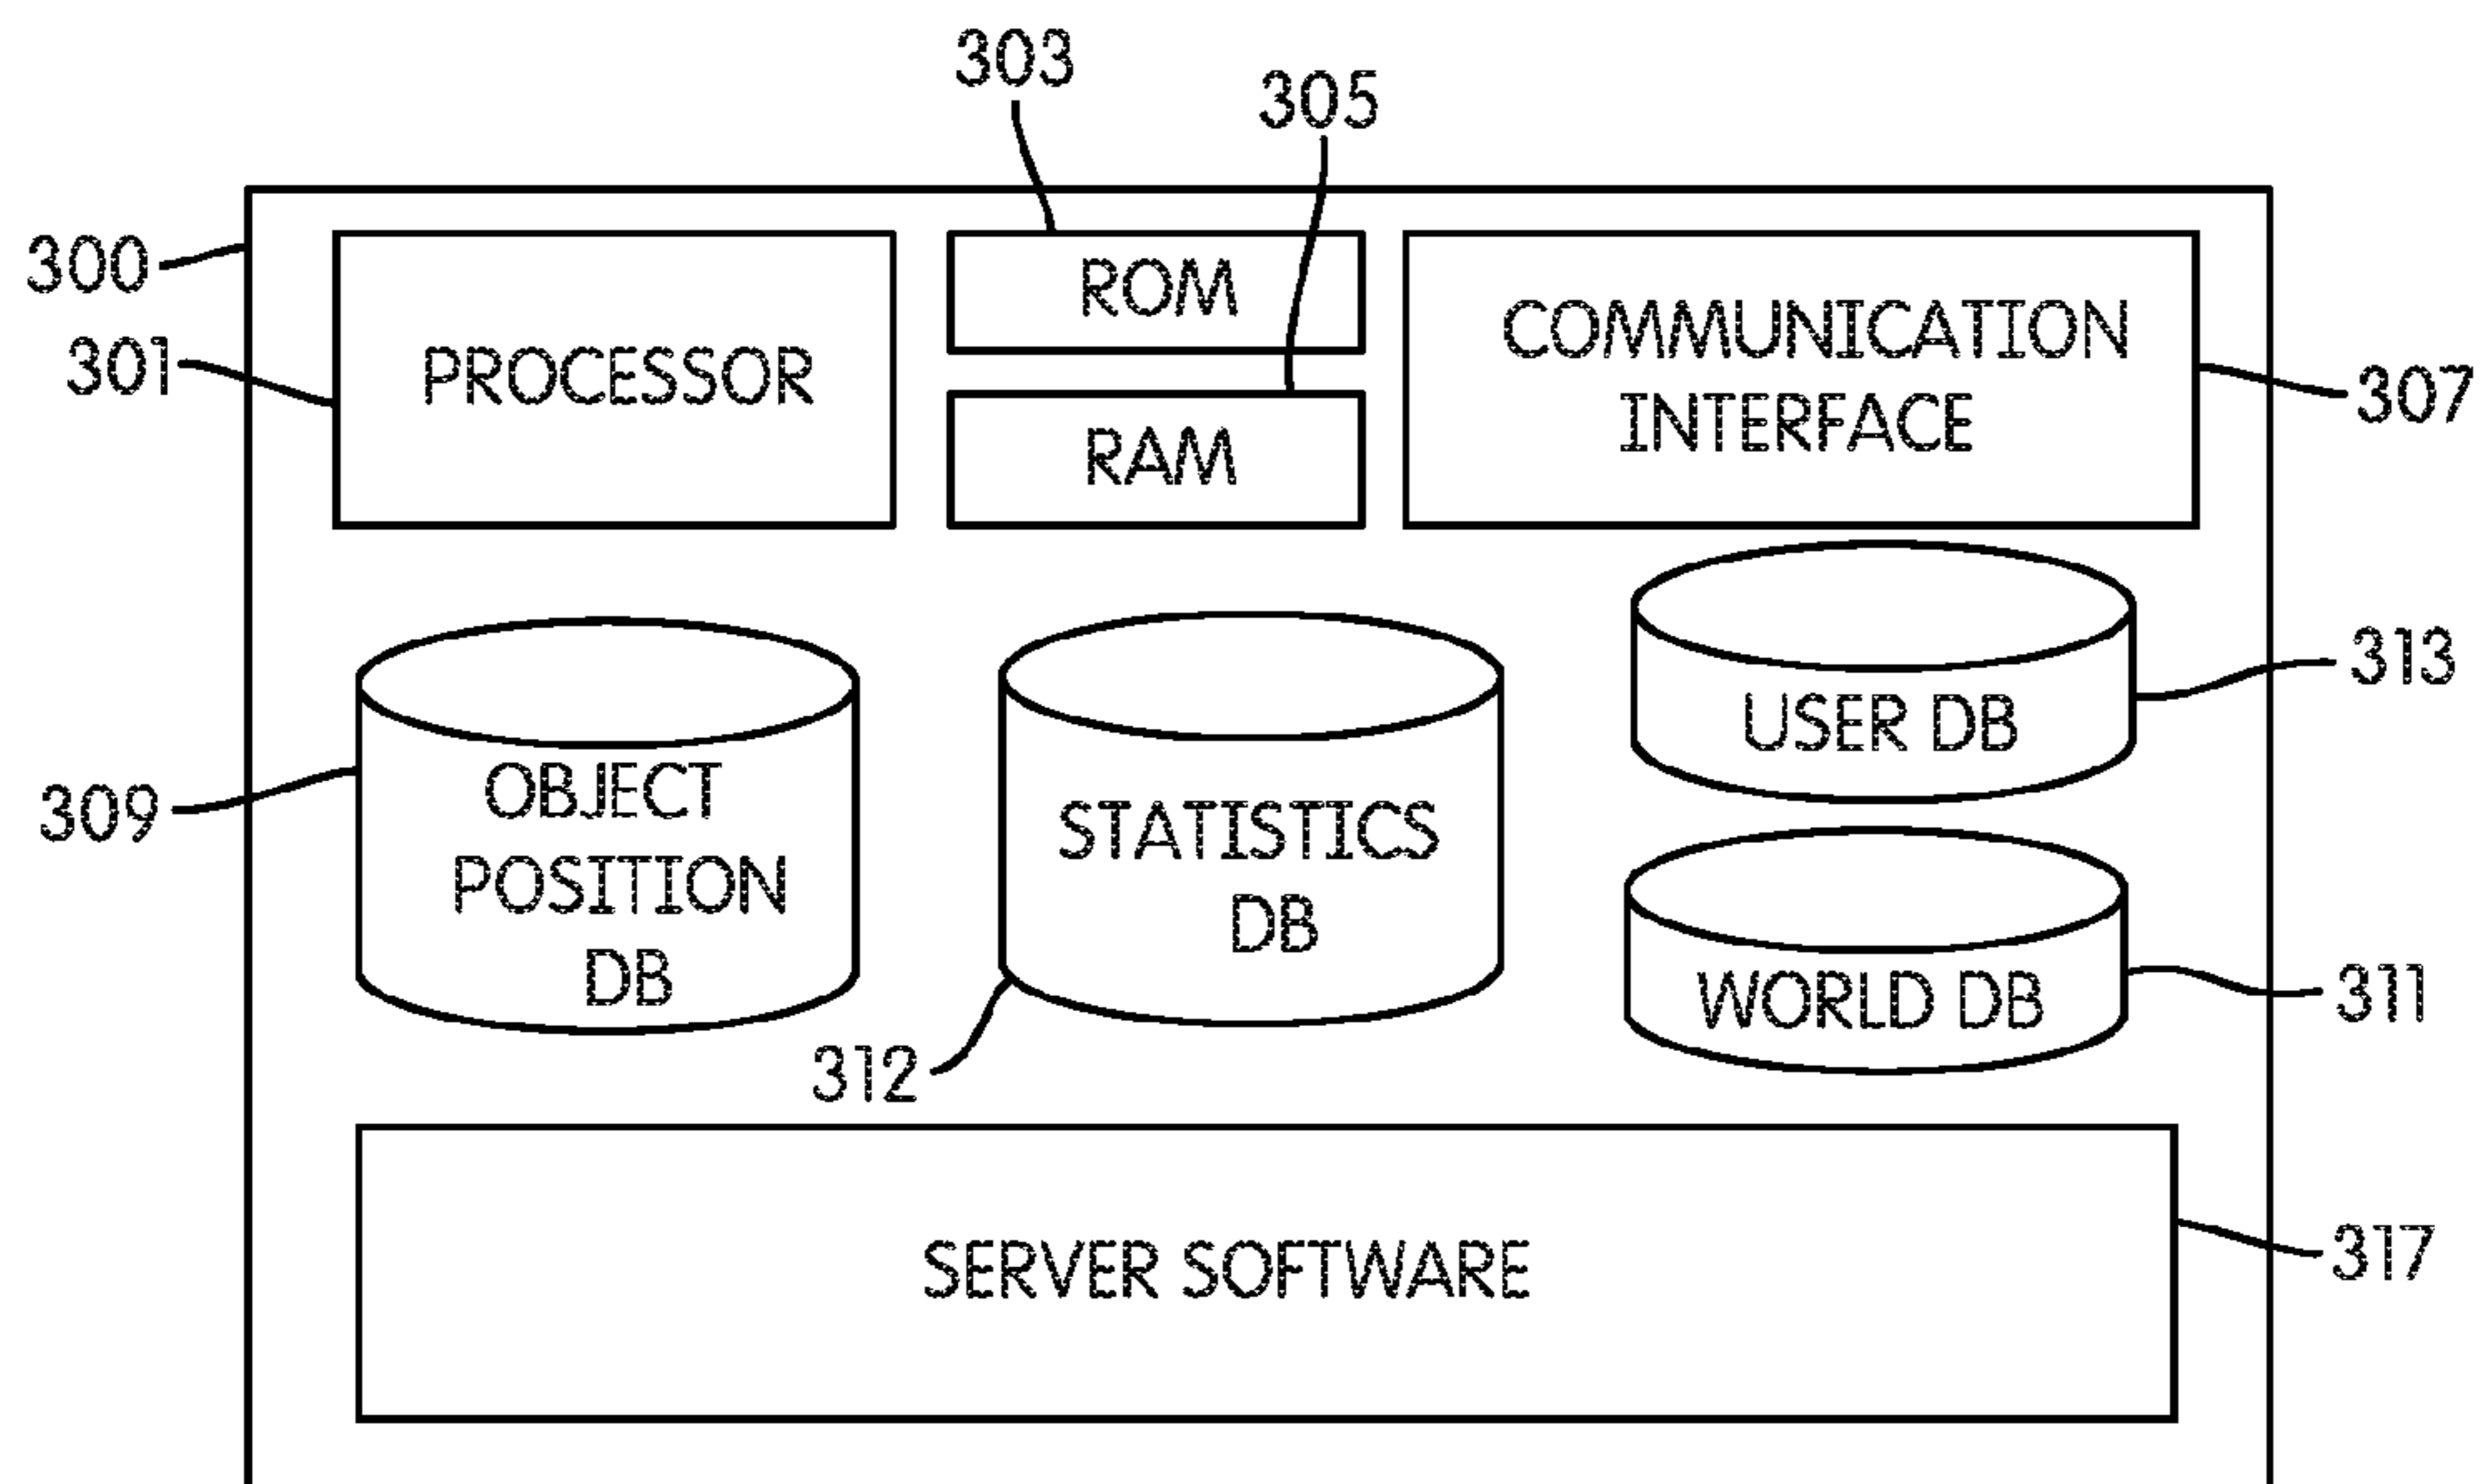 303
305
300
301
PROCESSOR
ROM
RAM
COMMUNICATION
INTERFACE
307
313
USER DB
309
OBJECT
POSITION
DB
STATISTICS
DB
312
WORLD DB
311
SERVER SOFTWARE
317